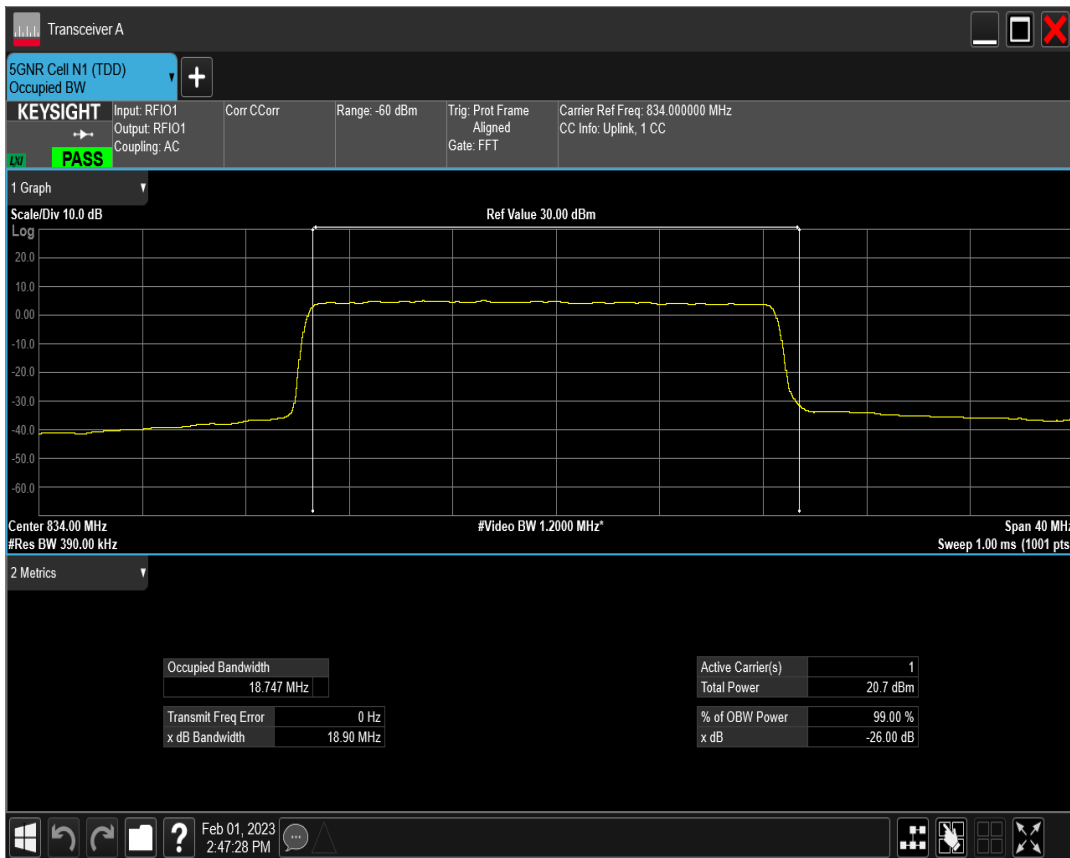 Transceiver A
5GNR Cell N1 (TDD)
Occupied BW
+
KEYSIGHT
LXI
PASS
Input: RFIO1
Output: RFIO1
Coupling: AC
Corr CCorr
Range: -60 dBm
Trig: Prot Frame
Aligned
Gate: FFT
Carrier Ref Freq: 834.000000 MHz
CC Info: Uplink, 1 CC
1 Graph
Scale/Div 10.0 dB
Ref Value 30.00 dBm
Log
20.0
10.0
0.00
-10.0
-20.0
-30.0
-40.0
-50.0
-60.0
Center 834.00 MHz
#Video BW 1.2000 MHz*
Span 40 MHz
#Res BW 390.00 kHz
Sweep 1.00 ms (1001 pts
2 Metrics
Occupied Bandwidth
18.747 MHz
Transmit Freq Error 0 Hz
x dB Bandwidth 18.90 MHz
Active Carrier(s) 1
Total Power 20.7 dBm
% of OBW Power 99.00 %
x dB -26.00 dB
?
Feb 01, 2023
2:47:28 PM